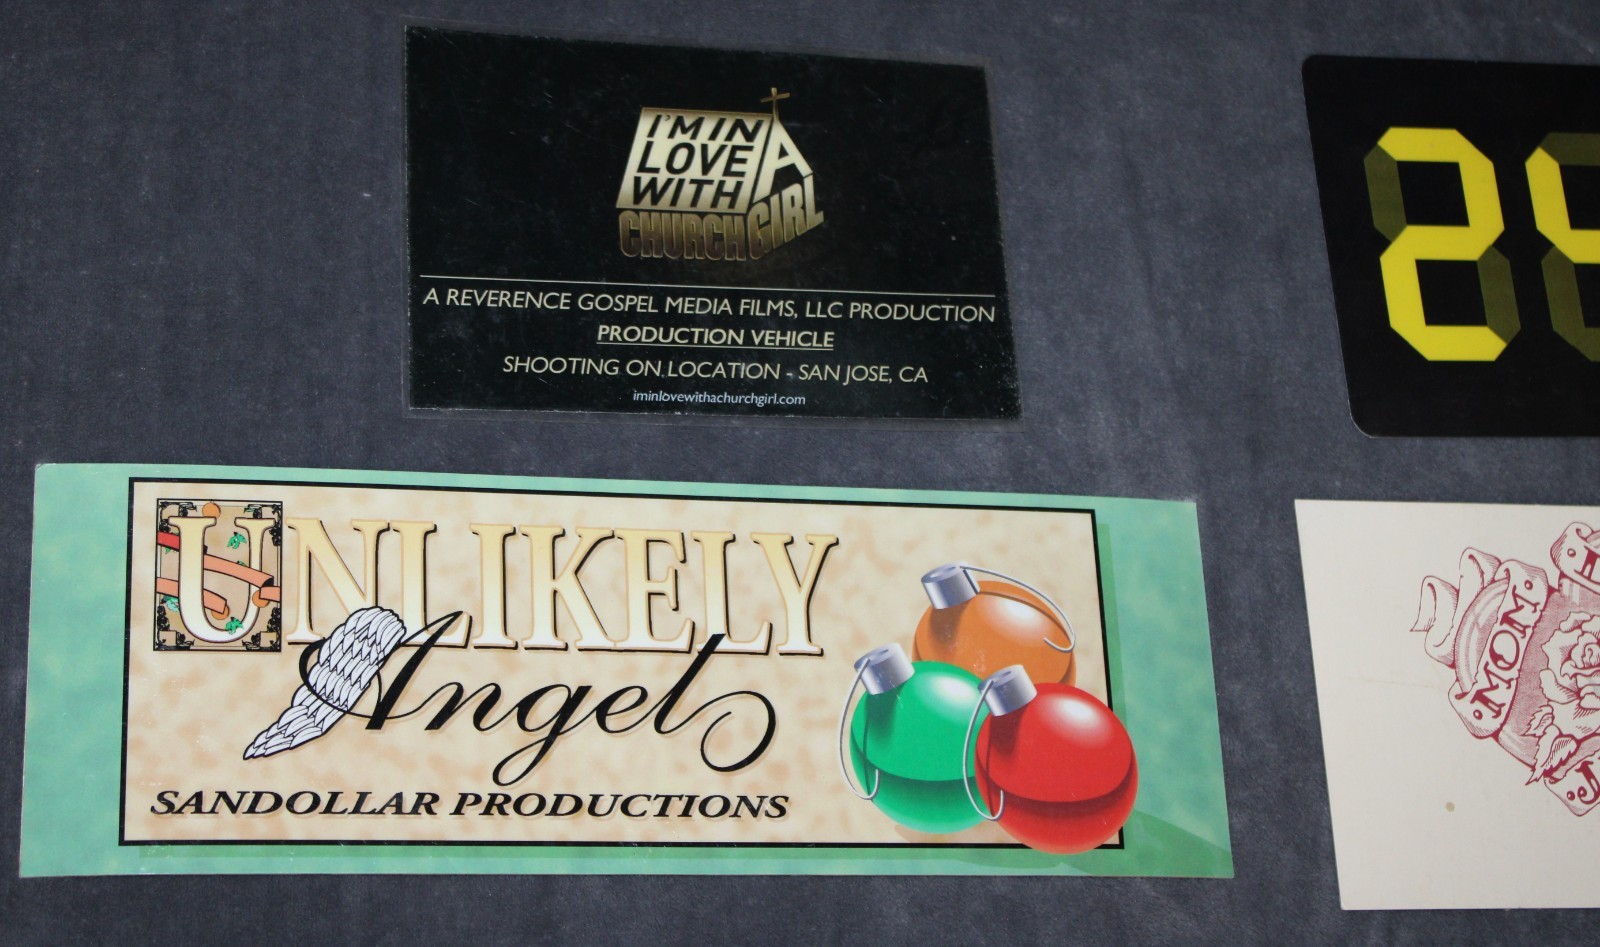 I'M IN
LOVE
WITH
A
CHURCH GIRL
A REVERENCE GOSPEL MEDIA FILMS, LLC PRODUCTION
PRODUCTION VEHICLE
SHOOTING ON LOCATION - SAN JOSE, CA
iminlovewithachurchgirl.com
2
UNLIKELY
Angel
SANDOLLAR PRODUCTIONS
MOM